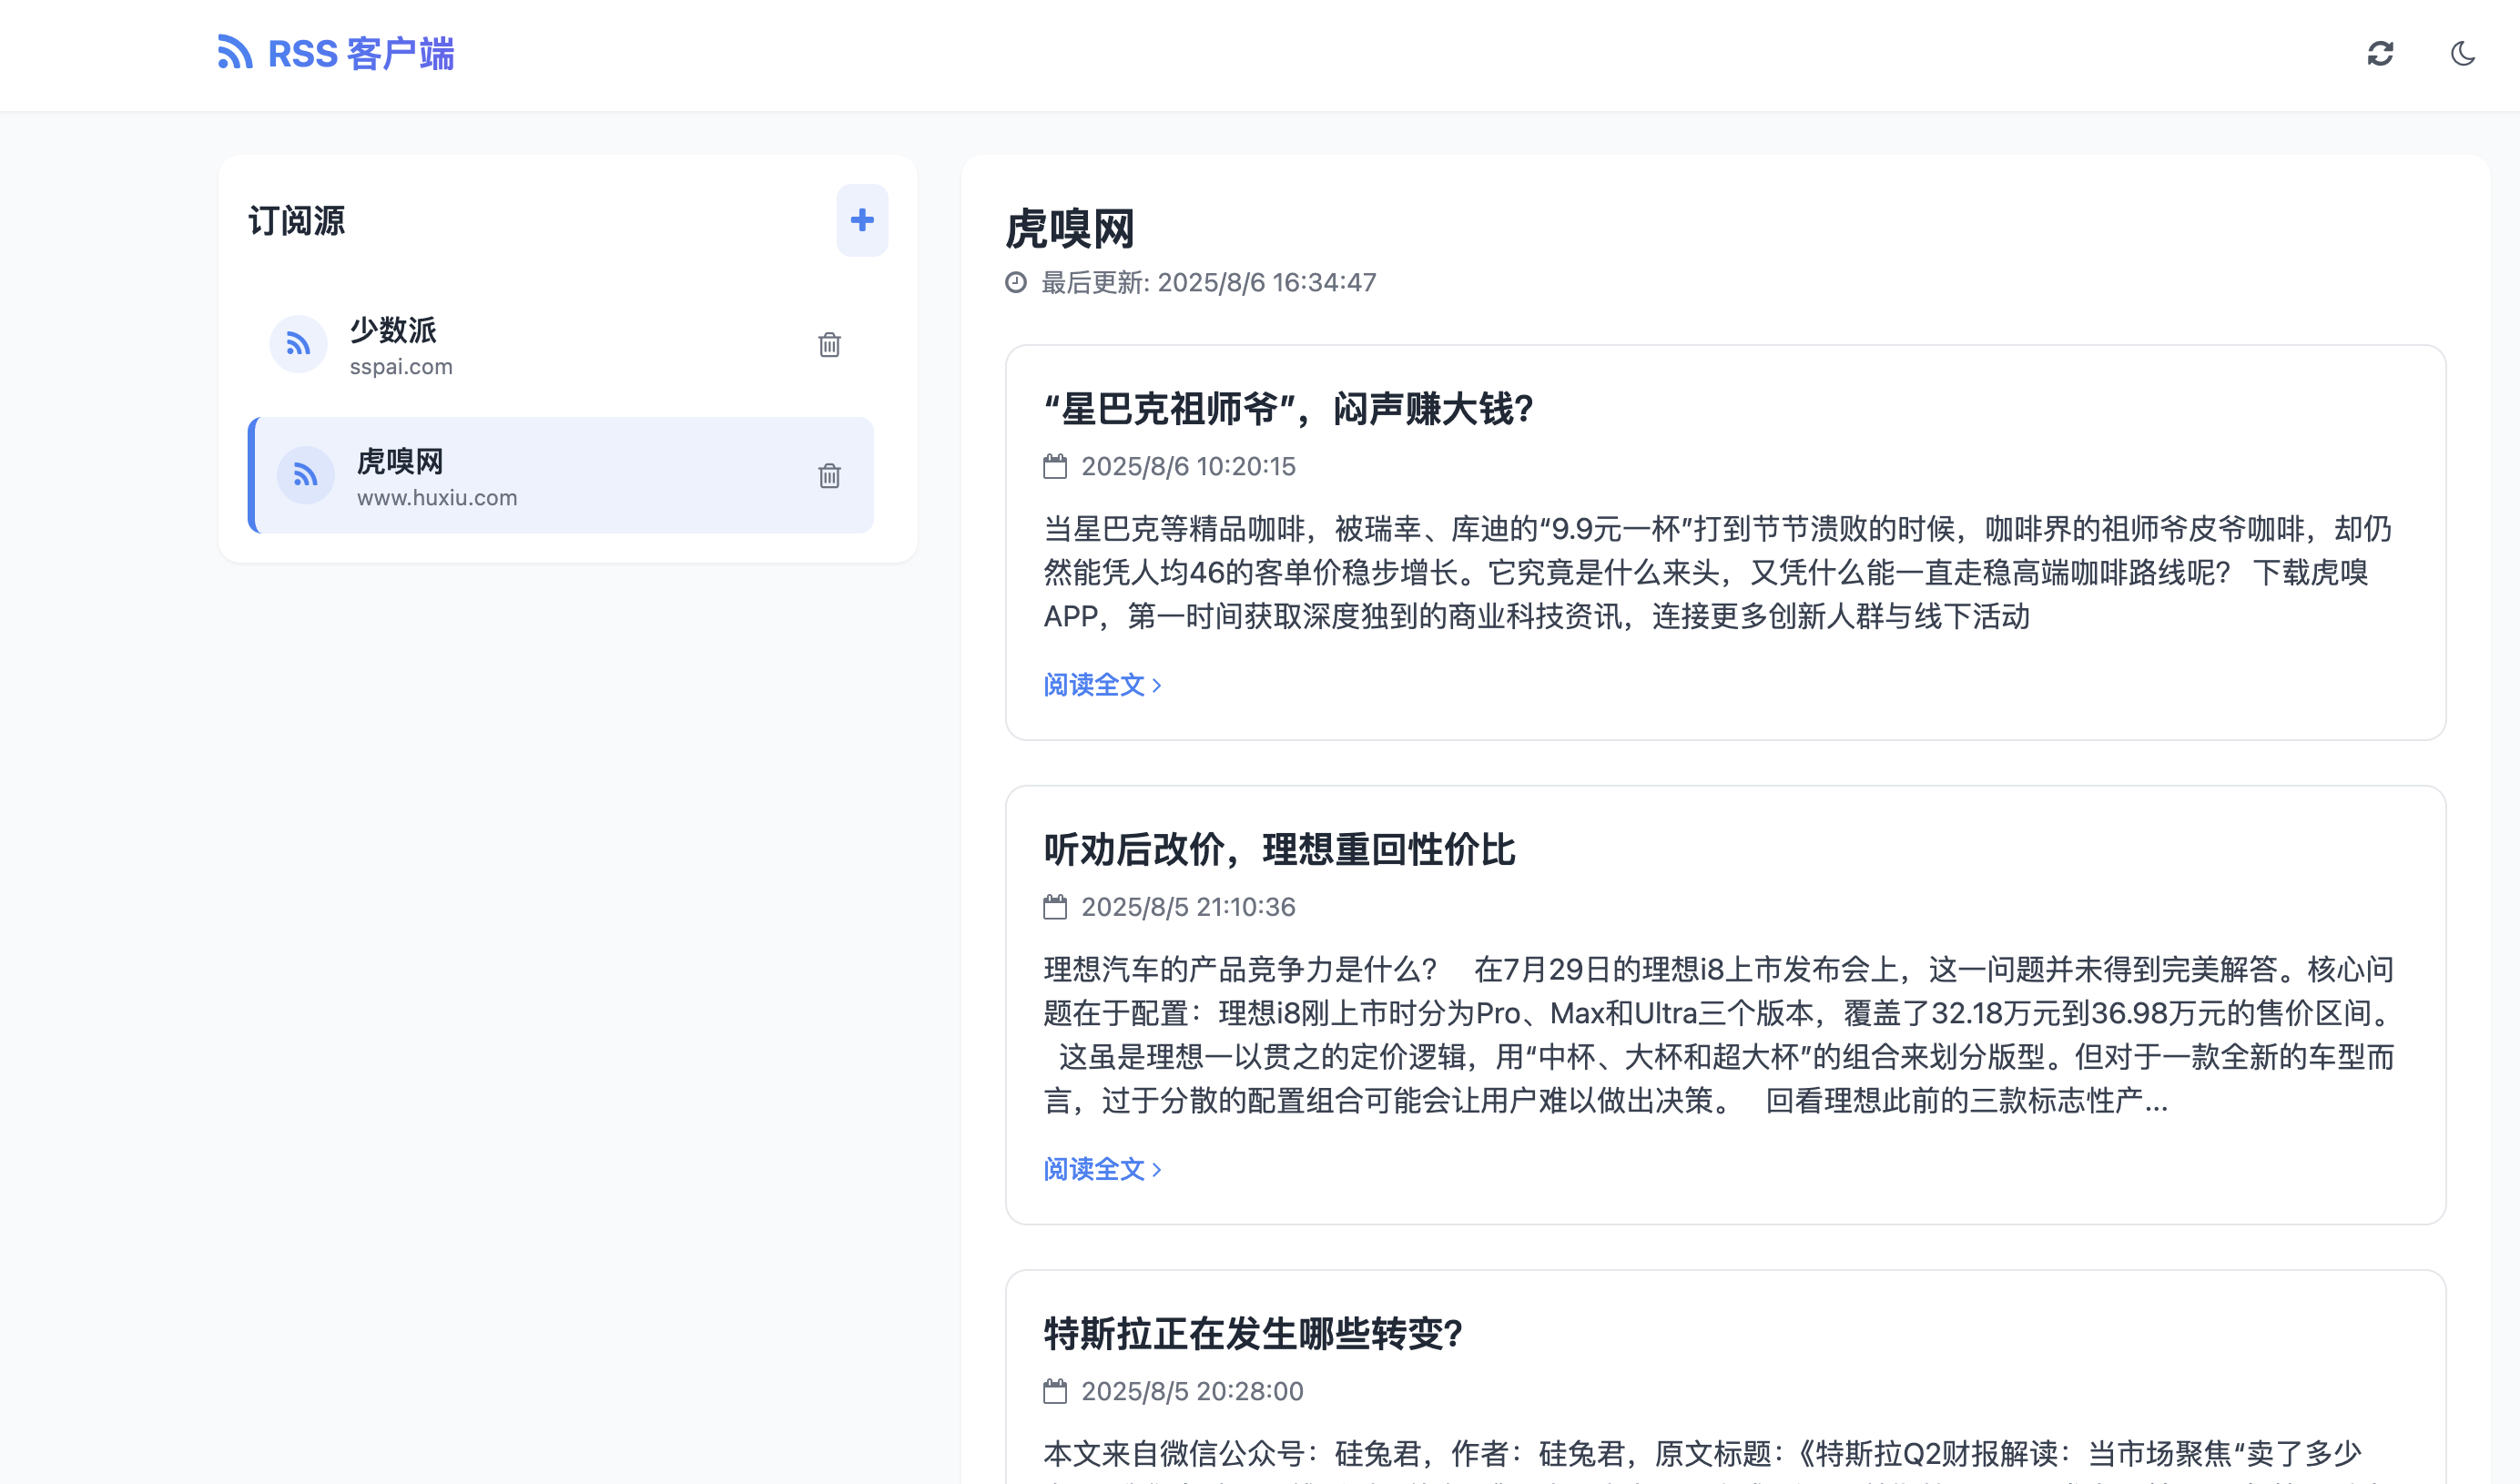 RSS 客户端
订阅源
少数派
sspai.com
虎嗅网
www.huxiu.com
虎嗅网
最后更新: 2025/8/6 16:34:47
“星巴克祖师爷”，闷声赚大钱?
2025/8/6 10:20:15
当星巴克等精品咖啡，被瑞幸、库迪的“9.9元一杯”打到节节溃败的时候，咖啡界的祖师爷皮爷咖啡，却仍
然能凭人均46的客单价稳步增长。它究竟是什么来头，又凭什么能一直走稳高端咖啡路线呢？ 下载虎嗅
APP，第一时间获取深度独到的商业科技资讯，连接更多创新人群与线下活动
阅读全文
听劝后改价，理想重回性价比
2025/8/5 21:10:36
理想汽车的产品竞争力是什么？ 在7月29日的理想i8上市发布会上，这一问题并未得到完美解答。核心问
题在于配置：理想i8刚上市时分为Pro、Max和Ultra三个版本，覆盖了32.18万元到36.98万元的售价区间。
这虽是理想一以贯之的定价逻辑，用“中杯、大杯和超大杯”的组合来划分版型。但对于一款全新的车型而
言，过于分散的配置组合可能会让用户难以做出决策。 回看理想此前的三款标志性产...
阅读全文
特斯拉正在发生哪些转变?
2025/8/5 20:28:00
本文来自微信公众号：硅兔君，作者：硅兔君，原文标题：《特斯拉Q2财报解读：当市场聚焦“卖了多少